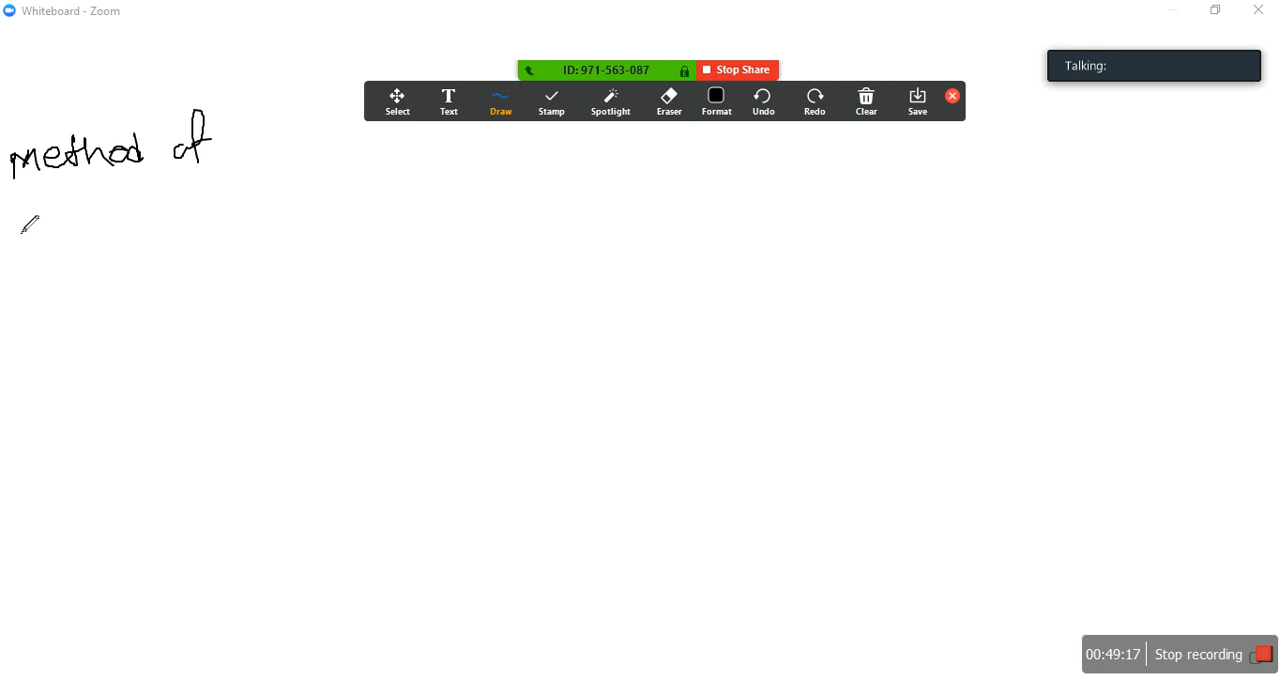 Whiteboard - Zoom
ID: 971-563-087 Stop Share
Talking:
Select Text Draw Stamp Spotlight Eraser Format Undo Redo Clear Save
method of
00:49:17 Stop recording